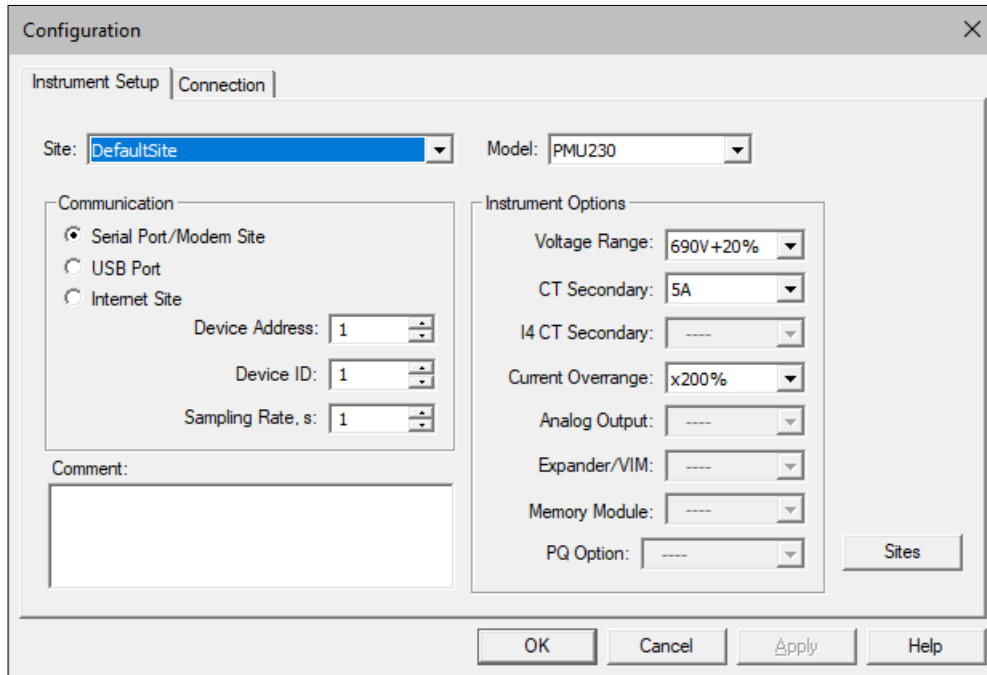 Configuration
Instrument Setup
Connection
Site: DefaultSite
Model: PMU230
Communication
Serial Port/Modem Site
USB Port
Internet Site
Device Address: 1
Device ID: 1
Sampling Rate, s: 1
Comment:
Instrument Options
Voltage Range: 690V+20%
CT Secondary: 5A
I4 CT Secondary: ----
Current Overrange: x200%
Analog Output: ----
Expander/VIM: ----
Memory Module: ----
PQ Option: ----
Sites
OK
Cancel
Apply
Help